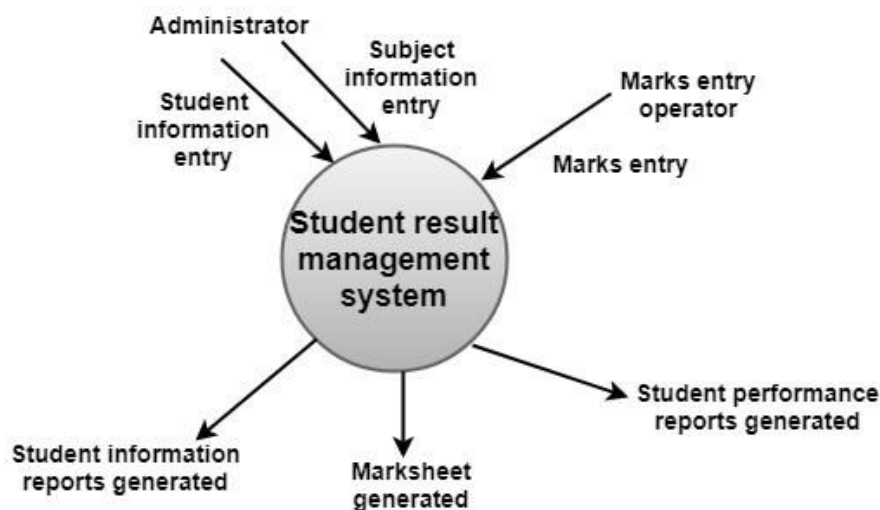 Administrator
Subject
information
entry
Student
information
entry
Marks entry
operator
Marks entry
Student result
management
system
Student performance
reports generated
Student information
reports generated
Marksheet
generated